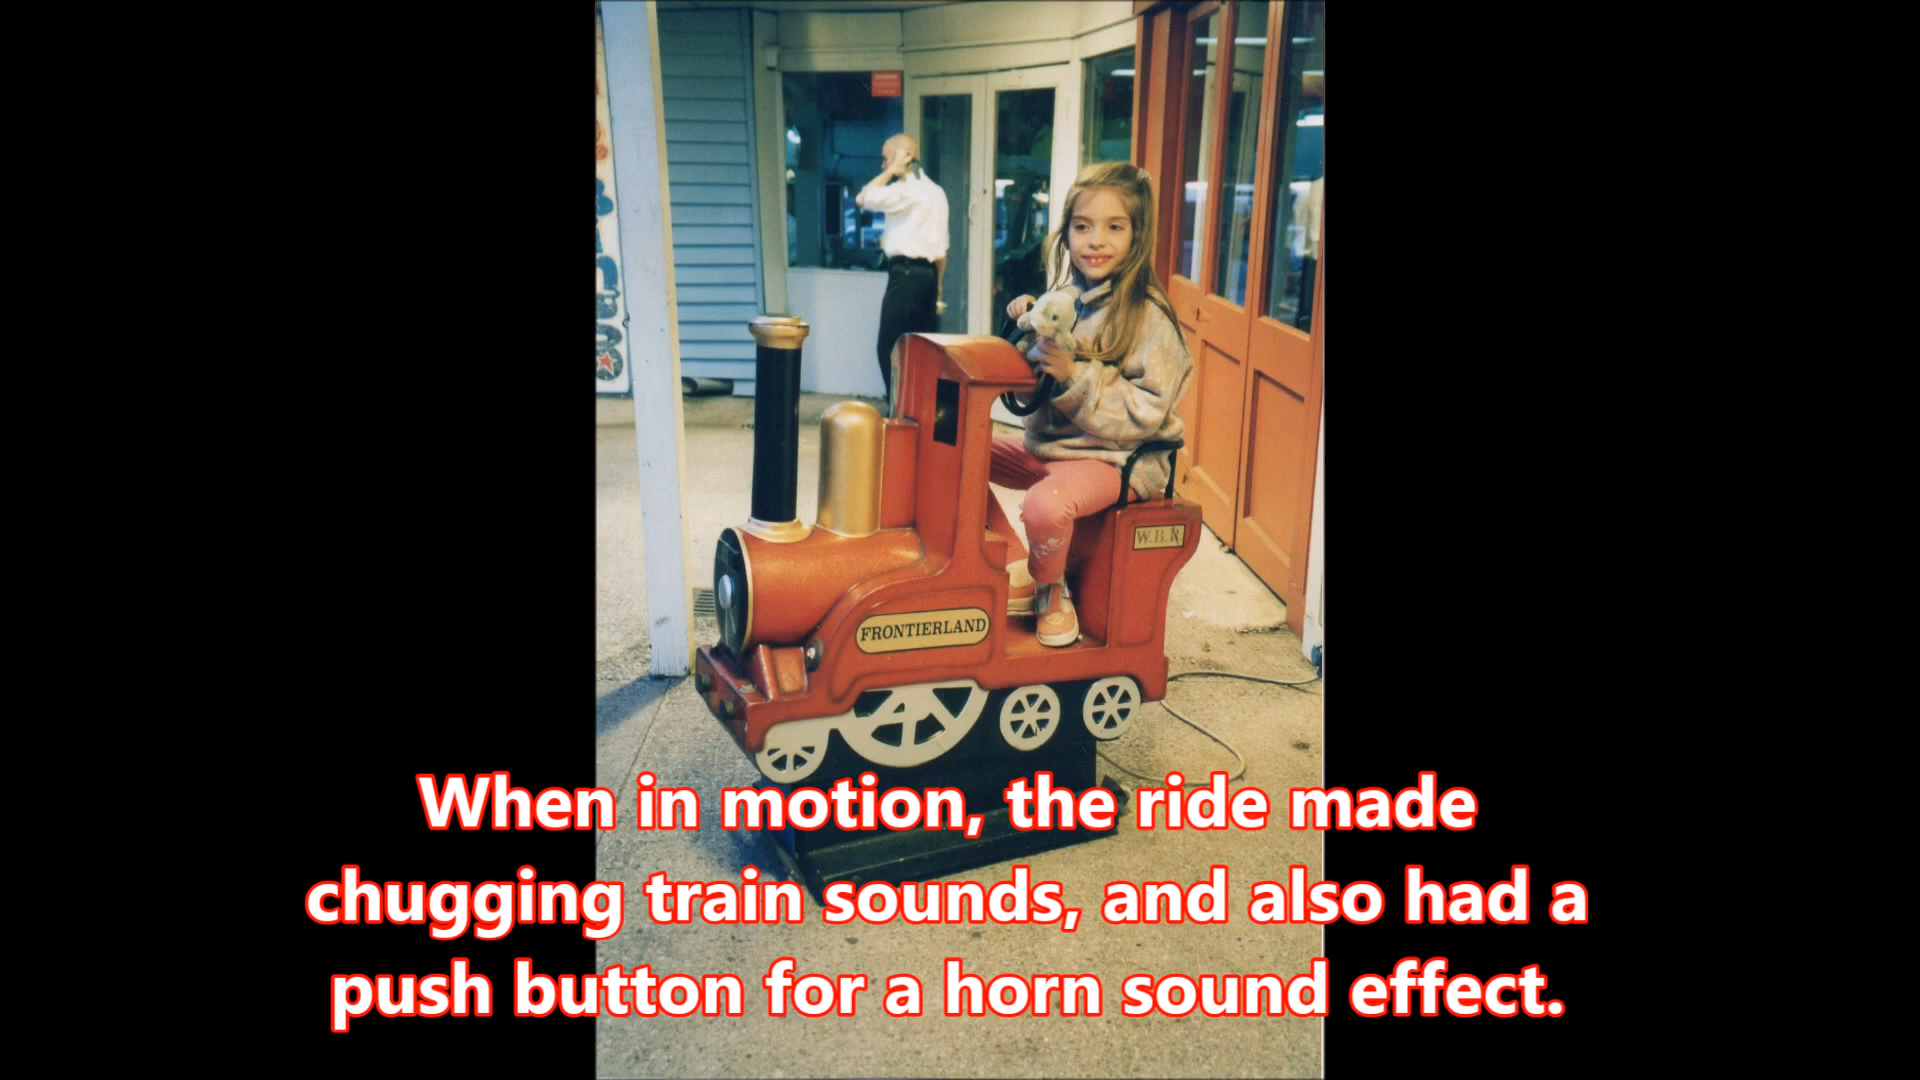 W.B.R.
FRONTIERLAND
When in motion, the ride made
chugging train sounds, and also had a
push button for a horn sound effect.